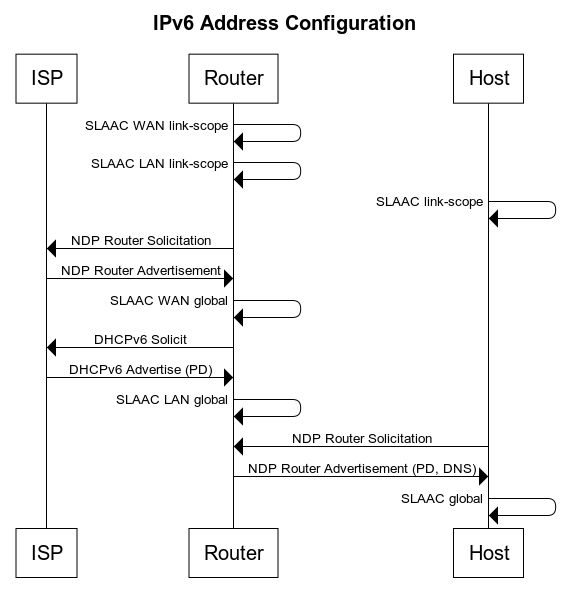 IPv6 Address Configuration
ISP Router Host
SLAAC WAN link-scope
SLAAC LAN link-scope
SLAAC link-scope
NDP Router Solicitation
NDP Router Advertisement
SLAAC WAN global
DHCPv6 Solicit
DHCPv6 Advertise (PD)
SLAAC LAN global
NDP Router Solicitation
NDP Router Advertisement (PD, DNS)
SLAAC global
ISP Router Host